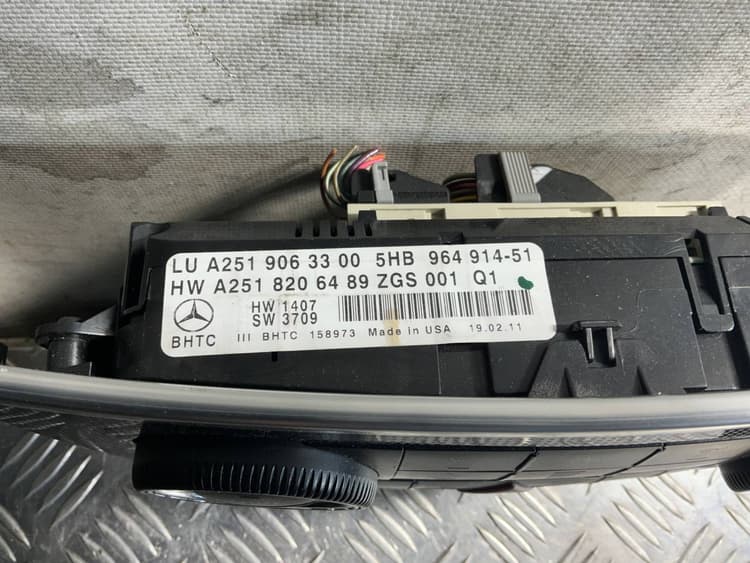 LU A251 906 33 00 5HB 964 914-51
HW A251 820 64 89 ZGS 001 Q1
HW 1407
SW 3709
BHTC
III BHTC 158973 Made in USA 19.02.11